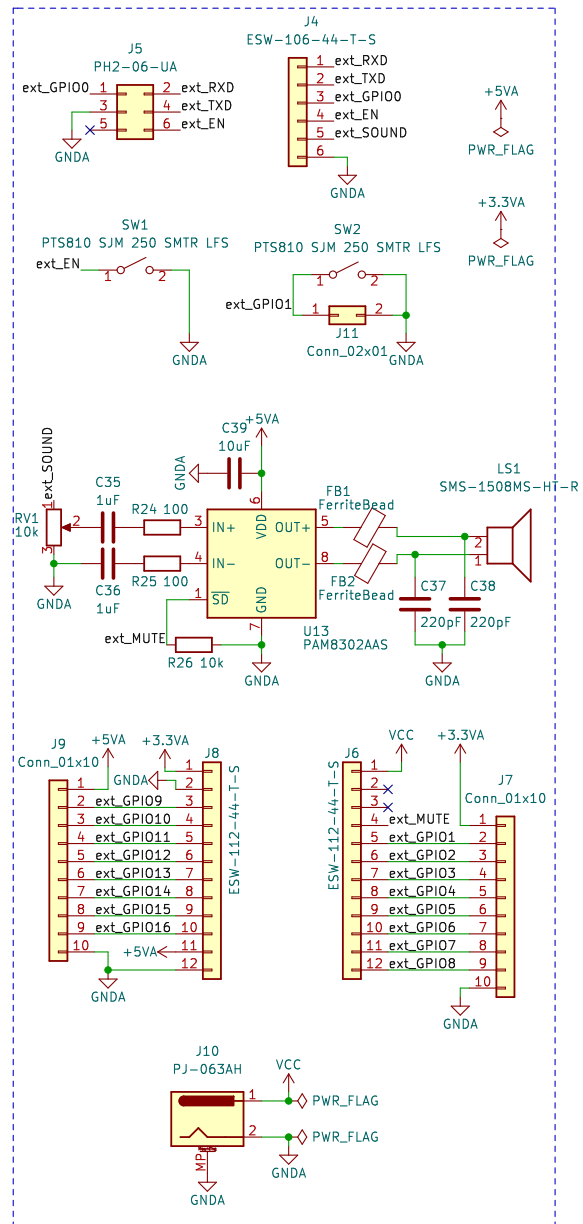 J5
PH2-06-UA
ext_GPIO0 1 2 ext_RXD
3 4 ext_TXD
5 6 ext_EN
GNDA
J4
ESW-106-44-T-S
1 ext_RXD
2 ext_TXD
3 ext_GPIO0
4 ext_EN
5 ext_SOUND
6
GNDA
+5VA
PWR_FLAG
+3.3VA
PWR_FLAG
SW1
PTS810 SJM 250 SMTR LFS
ext_EN 1 2
GNDA
SW2
PTS810 SJM 250 SMTR LFS
1 2
ext_GPIO1 1 2
J11
Conn_02x01
GNDA
ext_SOUND
RV1
10k
1
2
3
GNDA
C35
1uF
R24 100
C36
1uF
R25 100
GNDA
C39
10uF
+5VA
6
VDD
3 IN+
4 IN-
1 SD
OUT+ 5
OUT- 8
GND
7
U13
PAM8302AAS
ext_MUTE
R26 10k
GNDA
FB1
FerriteBead
FB2
FerriteBead
LS1
SMS-1508MS-HT-R
2
1
C37
220pF
C38
220pF
GNDA
J9
Conn_01x10
+5VA
+3.3VA
GNDA
J8
ESW-112-44-T-S
1 1
2
2 ext_GPIO9 3
3 ext_GPIO10 4
4 ext_GPIO11 5
5 ext_GPIO12 6
6 ext_GPIO13 7
7 ext_GPIO14 8
8 ext_GPIO15 9
9 ext_GPIO16 10
10 +5VA 11
12
GNDA
J6
ESW-112-44-T-S
VCC
+3.3VA
J7
Conn_01x10
1
2
3
4 ext_MUTE 1
5 ext_GPIO1 2
6 ext_GPIO2 3
7 ext_GPIO3 4
8 ext_GPIO4 5
9 ext_GPIO5 6
10 ext_GPIO6 7
11 ext_GPIO7 8
12 ext_GPIO8 9
10
GNDA
J10
PJ-063AH
VCC
1 PWR_FLAG
2 PWR_FLAG
GNDA
MP
GNDA